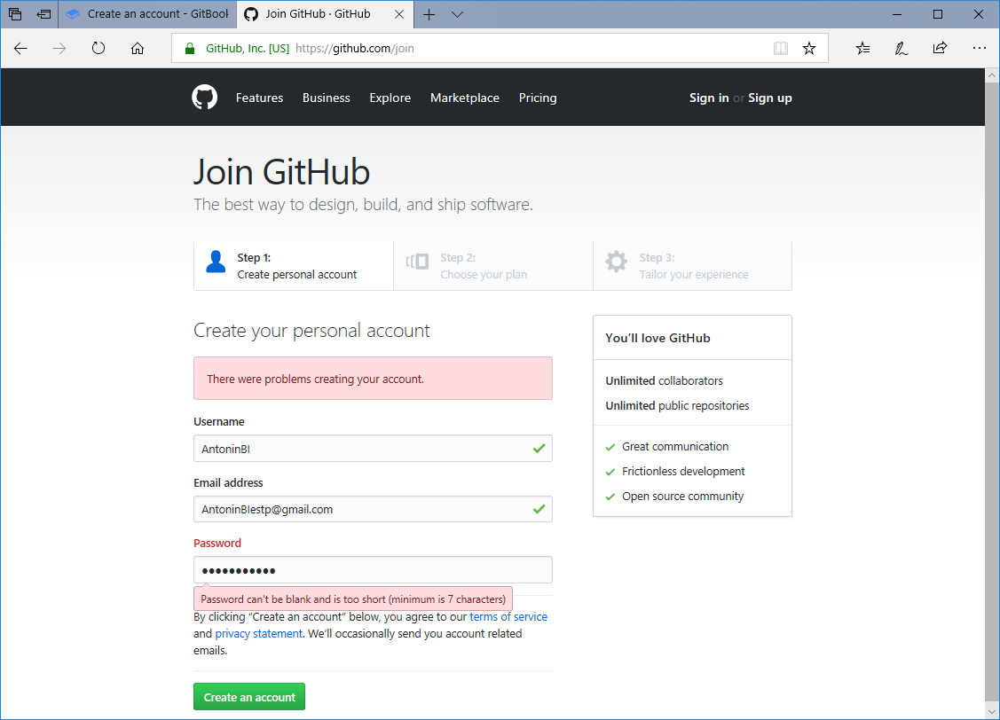 Create an account - GitBook
Join GitHub · GitHub
GitHub, Inc. [US] https://github.com/join
Features Business Explore Marketplace Pricing Sign in or Sign up
Join GitHub
The best way to design, build, and ship software.
Step 1:
Create personal account
Step 2:
Choose your plan
Step 3:
Tailor your experience
Create your personal account
There were problems creating your account.
Username
AntoninBI
Email address
AntoninBIestp@gmail.com
Password
Password can't be blank and is too short (minimum is 7 characters)
By clicking “Create an account” below, you agree to our terms of service
and privacy statement. We’ll occasionally send you account related
emails.
Create an account
You’ll love GitHub
Unlimited collaborators
Unlimited public repositories
Great communication
Frictionless development
Open source community